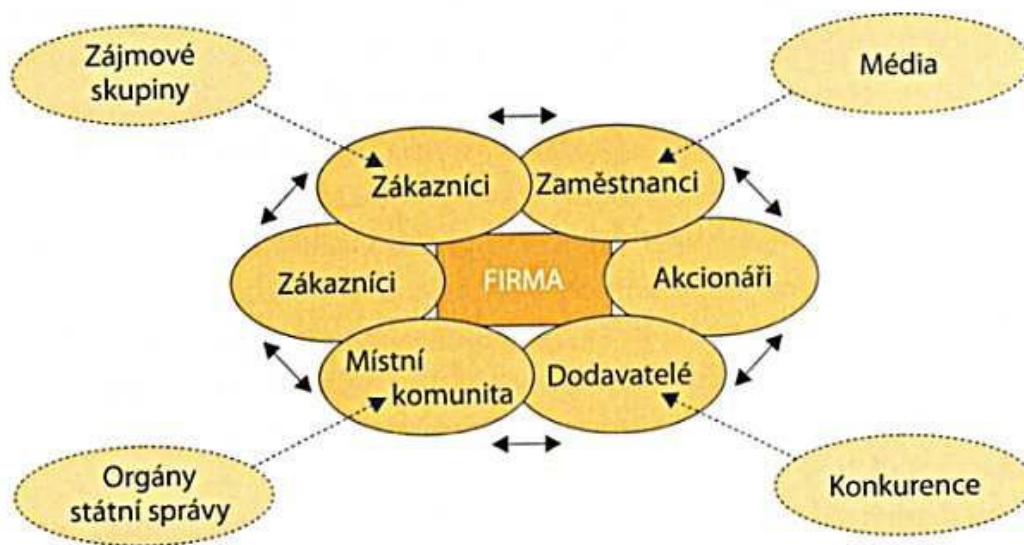 Zájmové
skupiny
Média
Zákazníci
Zaměstnanci
Zákazníci
FIRMA
Akcionáři
Místní
komunita
Dodavatelé
Orgány
státní správy
Konkurence